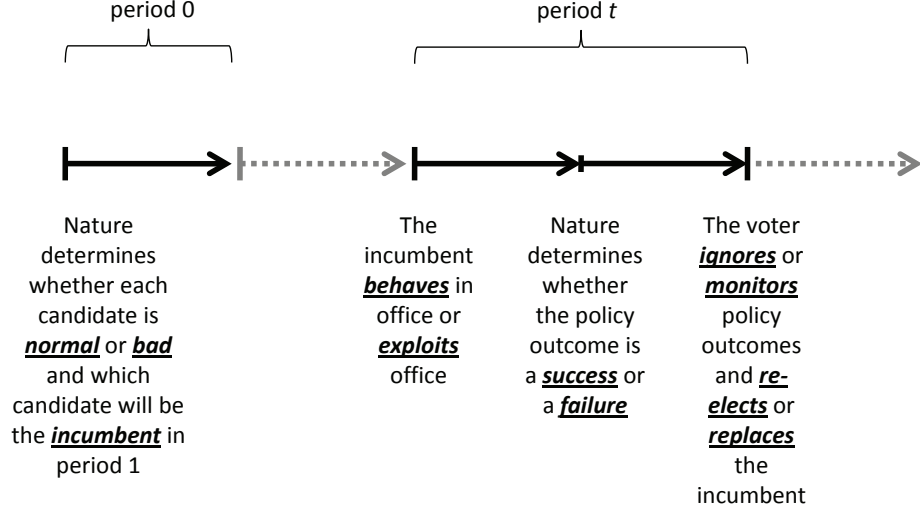 period 0
period t
Nature
determines
whether each
candidate is
normal or bad
and which
candidate will be
the incumbent in
period 1
The
incumbent
behaves in
office or
exploits
office
Nature
determines
whether
the policy
outcome is
a success or
a failure
The voter
ignores or
monitors
policy
outcomes
and re-
elects or
replaces
the
incumbent